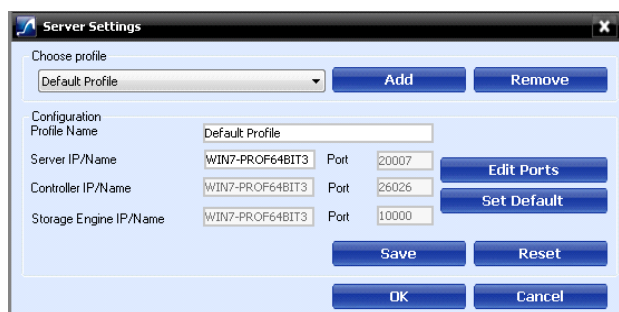 Server Settings
Choose profile
Default Profile Add Remove
Configuration
Profile Name Default Profile
Server IP/Name WIN7-PROF64BIT3 Port 20007
Edit Ports
Controller IP/Name WIN7-PROF64BIT3 Port 26026
Set Default
Storage Engine IP/Name WIN7-PROF64BIT3 Port 10000
Save Reset
OK Cancel